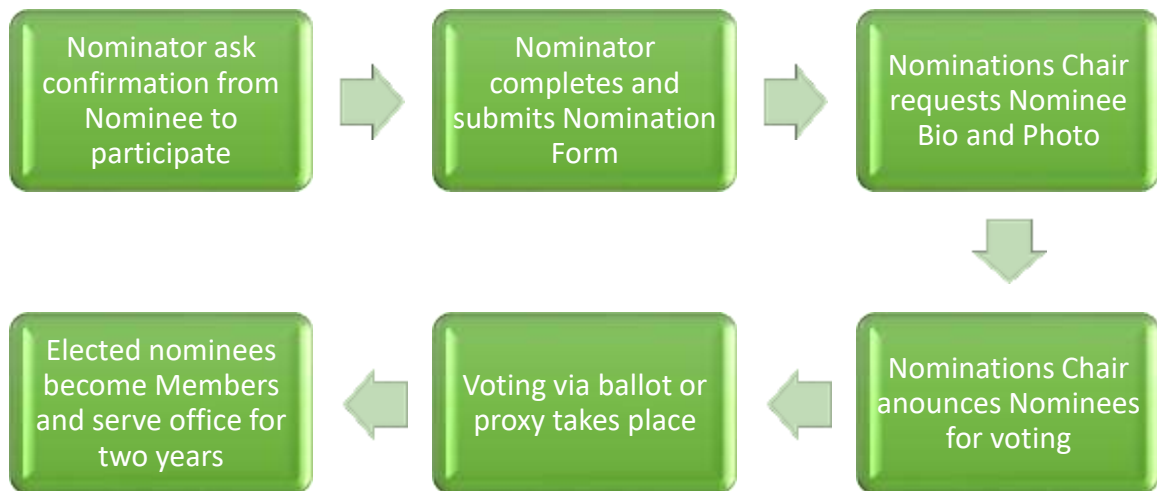 Nominator ask
confirmation from
Nominee to
participate
Nominator
completes and
submits Nomination
Form
Nominations Chair
requests Nominee
Bio and Photo
Nominations Chair
anounces Nominees
for voting
Voting via ballot or
proxy takes place
Elected nominees
become Members
and serve office for
two years